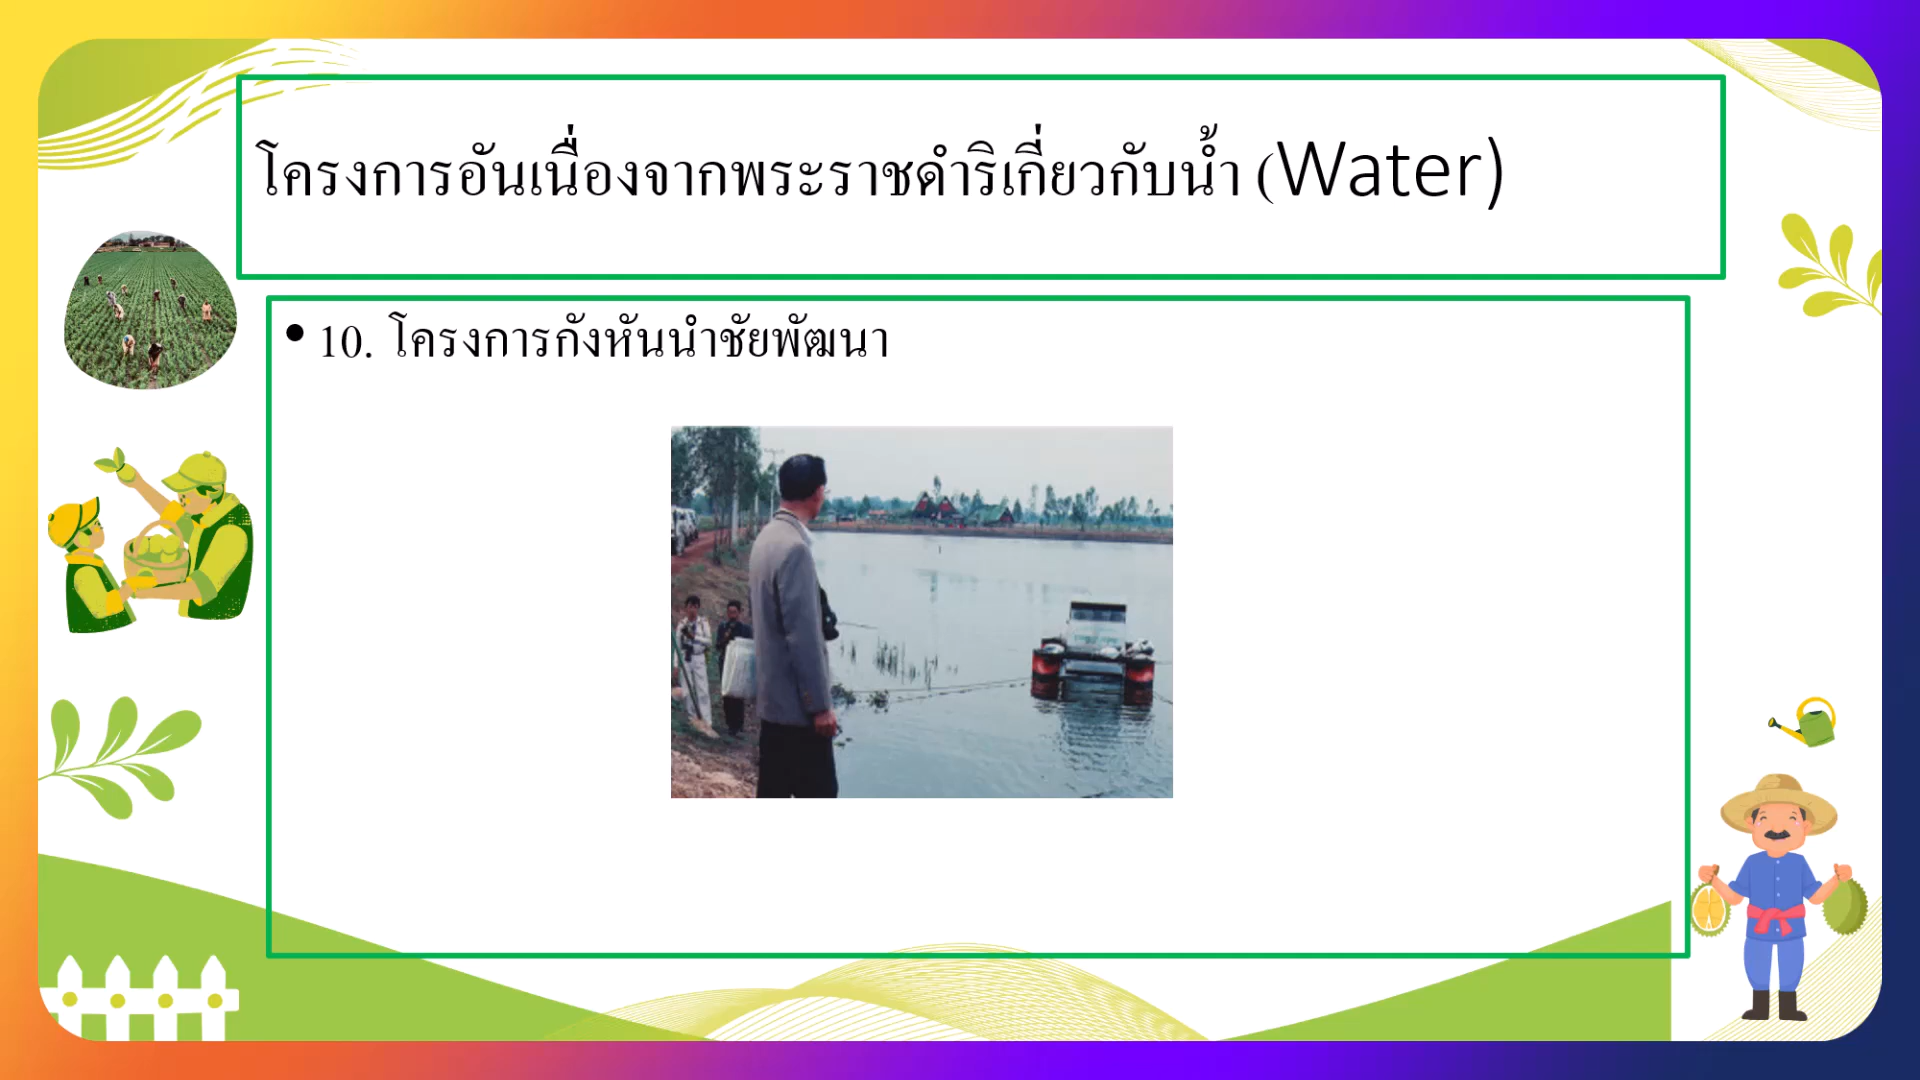 โครงการอันเนื่องจากพระราชดำริเกี่ยวกับน้ำ (Water)
• 10. โครงการกังหันนำชัยพัฒนา